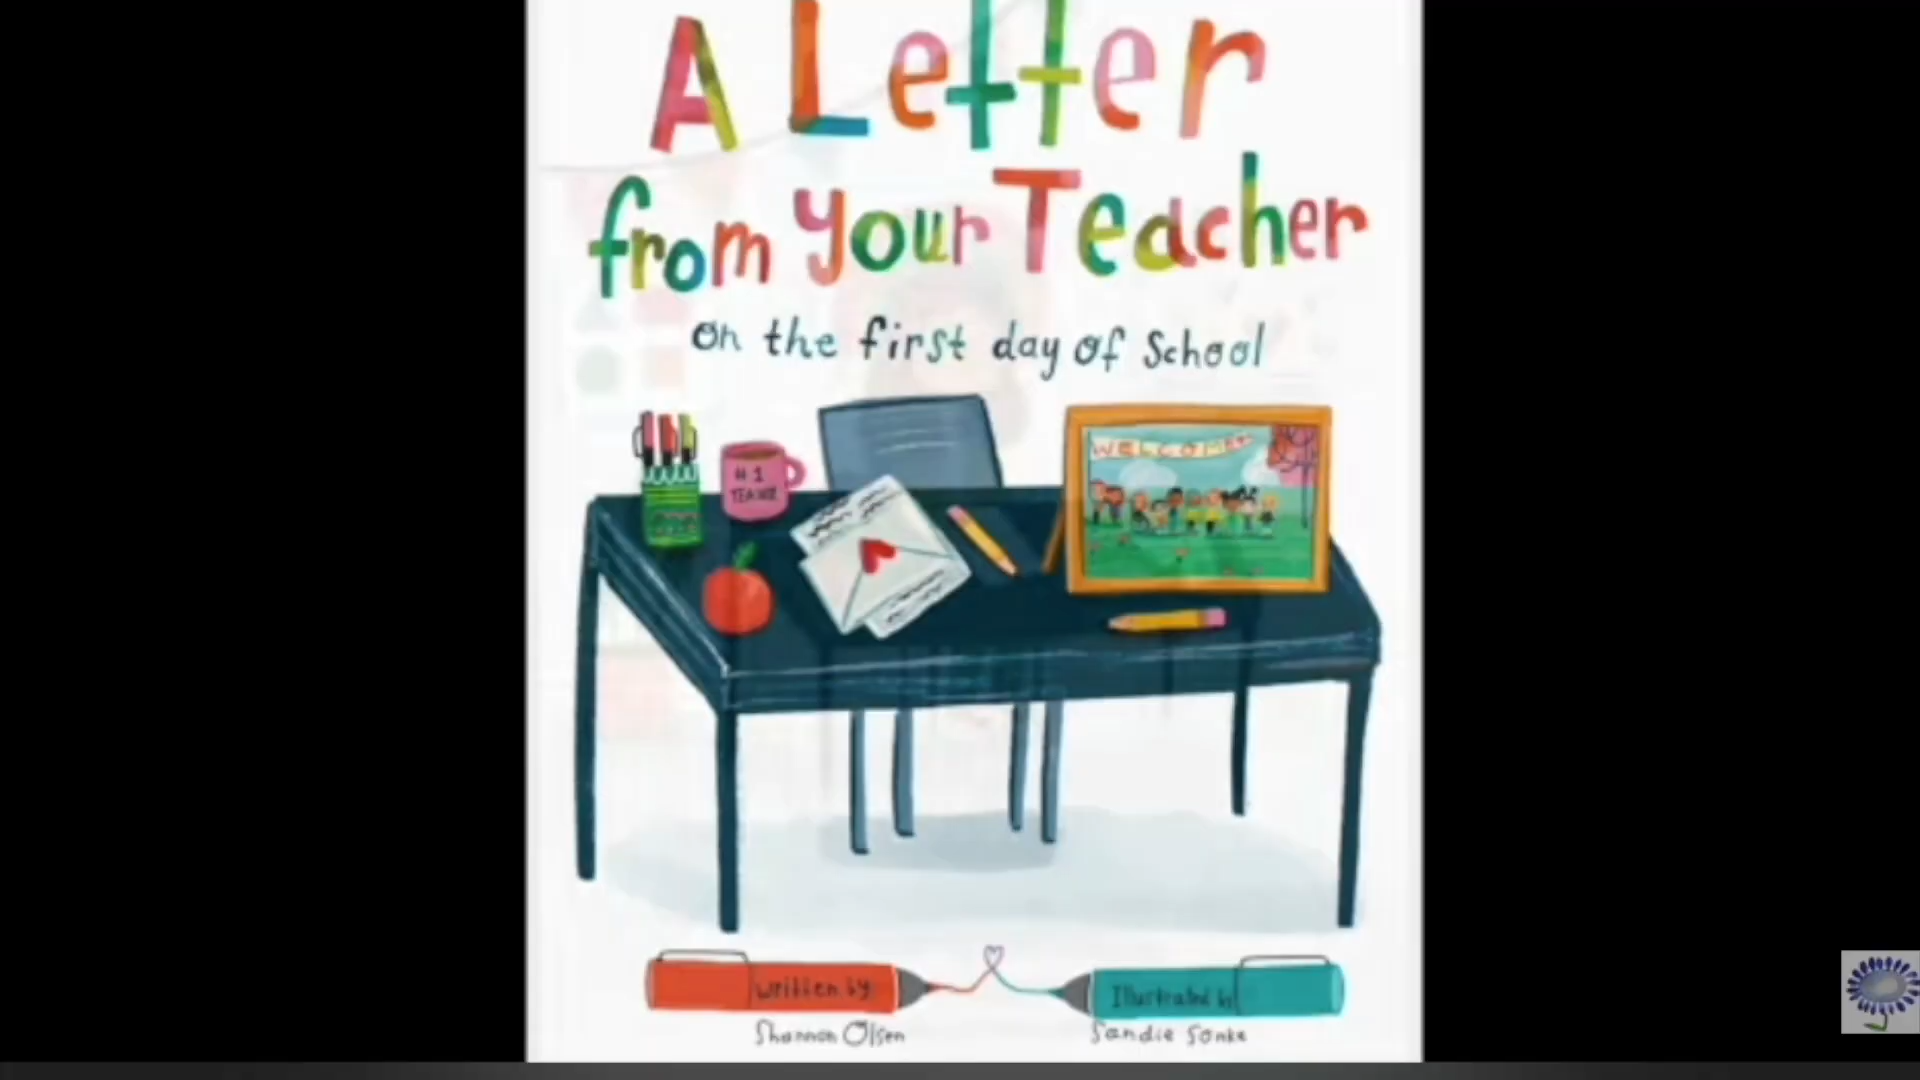 A Letter
from your Teacher
on the first day of School
WELCOME
#1
written by
Illustrated by
Shannon Olsen
Sandie Sonke